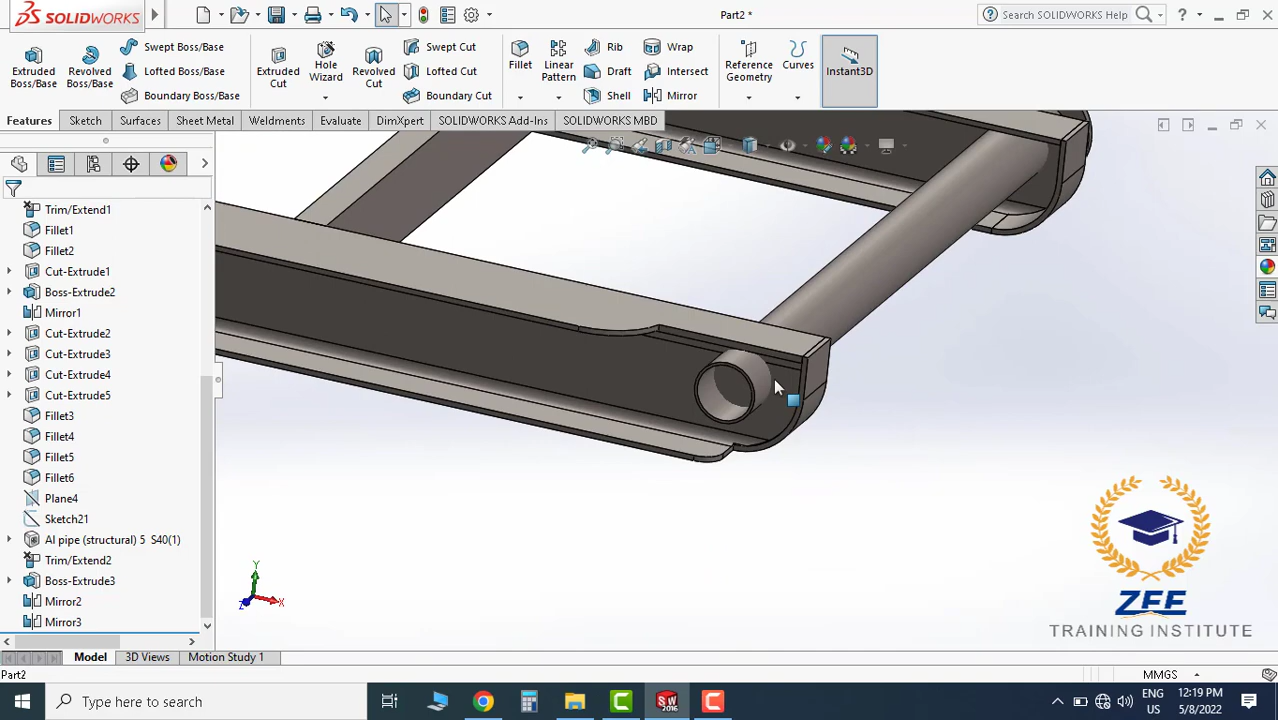 SOLIDWORKS
Part2 *
Search SOLIDWORKS Help
Extruded Boss/Base
Revolved Boss/Base
Swept Boss/Base
Lofted Boss/Base
Boundary Boss/Base
Extruded Cut
Hole Wizard
Revolved Cut
Swept Cut
Lofted Cut
Boundary Cut
Fillet
Linear Pattern
Rib
Draft
Shell
Wrap
Intersect
Mirror
Reference Geometry
Curves
Instant3D
Features
Sketch
Surfaces
Sheet Metal
Weldments
Evaluate
DimXpert
SOLIDWORKS Add-Ins
SOLIDWORKS MBD
Trim/Extend1
Fillet1
Fillet2
Cut-Extrude1
Boss-Extrude2
Mirror1
Cut-Extrude2
Cut-Extrude3
Cut-Extrude4
Cut-Extrude5
Fillet3
Fillet4
Fillet5
Fillet6
Plane4
Sketch21
AI pipe (structural) 5 S40(1)
Trim/Extend2
Boss-Extrude3
Mirror2
Mirror3
Y
X
Z
ZEE
TRAINING INSTITUTE
Model
3D Views
Motion Study 1
Part2
MMGS
Type here to search
SW
2016
ENG
US
12:19 PM
5/8/2022